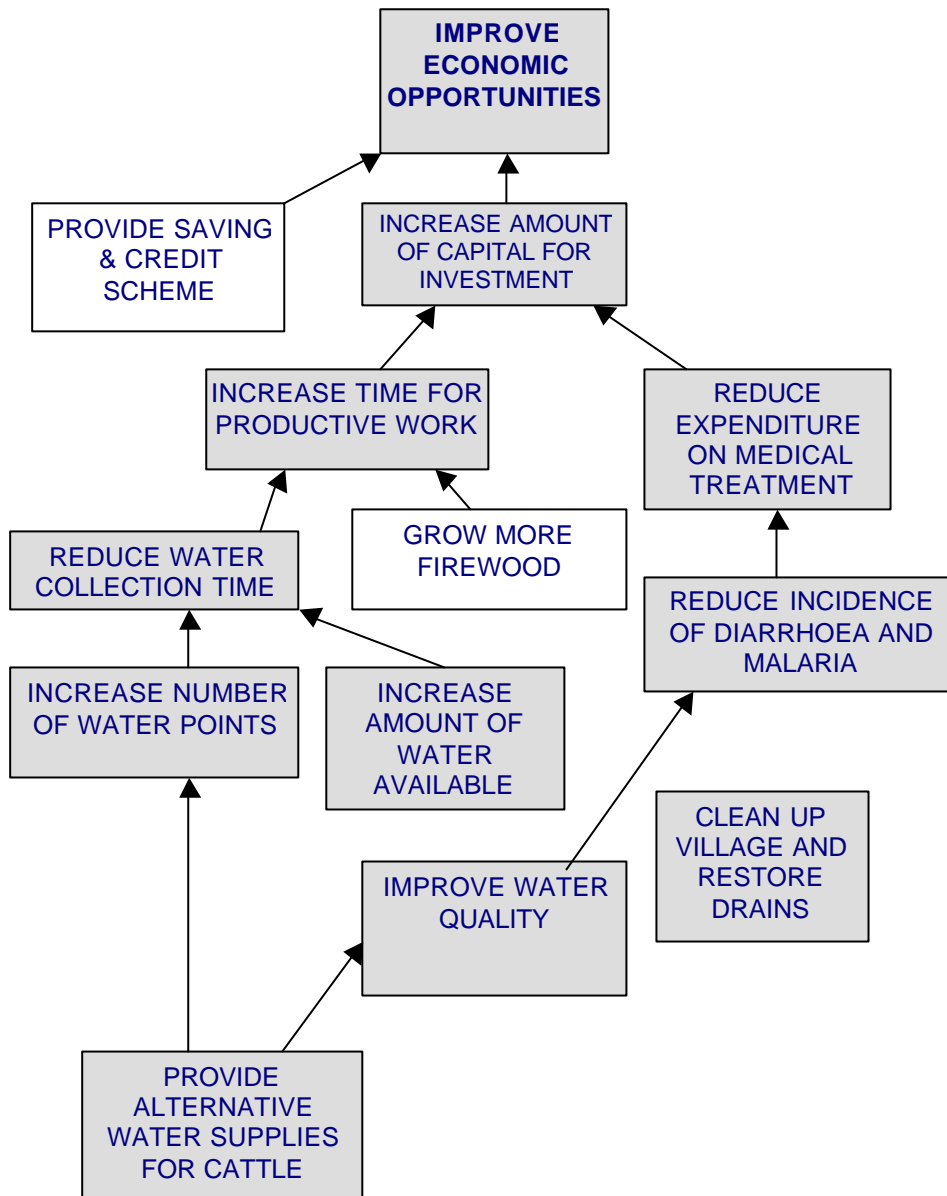 IMPROVE
ECONOMIC
OPPORTUNITIES
PROVIDE SAVING
& CREDIT
SCHEME
INCREASE AMOUNT
OF CAPITAL FOR
INVESTMENT
INCREASE TIME FOR
PRODUCTIVE WORK
REDUCE
EXPENDITURE
ON MEDICAL
TREATMENT
REDUCE WATER
COLLECTION TIME
GROW MORE
FIREWOOD
REDUCE INCIDENCE
OF DIARRHOEA AND
MALARIA
INCREASE NUMBER
OF WATER POINTS
INCREASE
AMOUNT OF
WATER
AVAILABLE
CLEAN UP
VILLAGE AND
RESTORE
DRAINS
IMPROVE WATER
QUALITY
PROVIDE
ALTERNATIVE
WATER SUPPLIES
FOR CATTLE